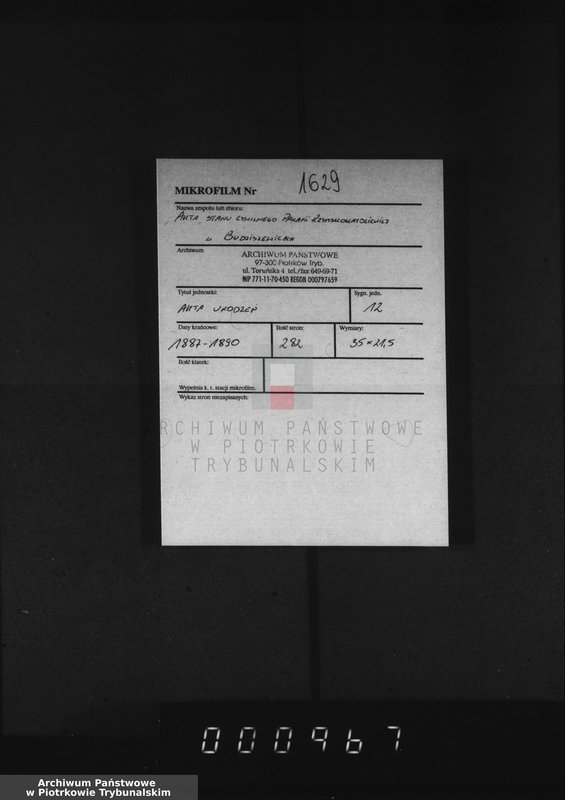 MIKROFILM Nr 1629
Nazwa zespołu lub zbioru:
AKTA STANU CYWILNEGO PARAFII RZYMSKOKATOLICKIEJ
w BUDZISZEWICACH
Archiwum
ARCHIWUM PAŃSTWOWE
97-300 Piotrków Tryb.
ul. Toruńska 4 tel./fax 649-69-71
NIP 771-11-70-450 REGON 000797659
Tytuł jednostki:
AKTA URODZEŃ
Sygn. jedn.
12
Daty krańcowe:
1887-1890
Ilość stron:
282
Wymiary:
35 x 21,5
Ilość klatek:
Wypełnia k. t. stacji mikrofilm.
Wykaz stron niezapisanych:
ARCHIWUM PAŃSTWOWE
W PIOTRKOWIE
TRYBUNALSKIM
000967
Archiwum Państwowe
w Piotrkowie Trybunalskim